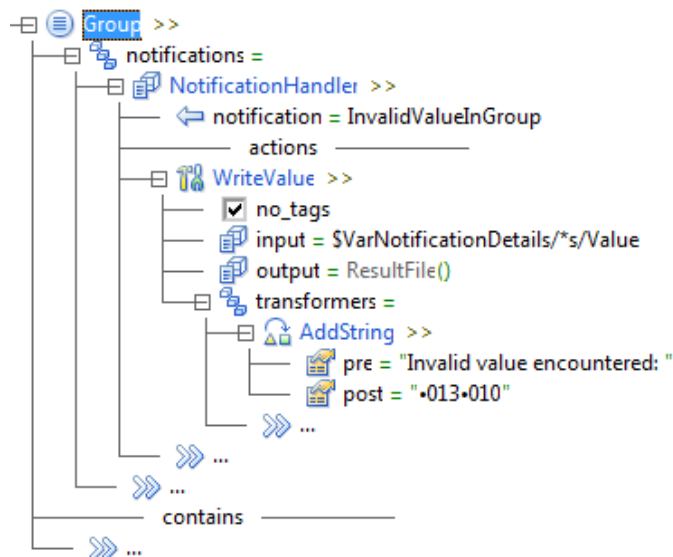 Group >>
notifications =
NotificationHandler >>
notification = InvalidValueInGroup
actions
WriteValue >>
no_tags
input = $VarNotificationDetails/*s/Value
output = ResultFile()
transformers =
AddString >>
pre = "Invalid value encountered: "
post = "•013•010"
...
...
...
contains
...